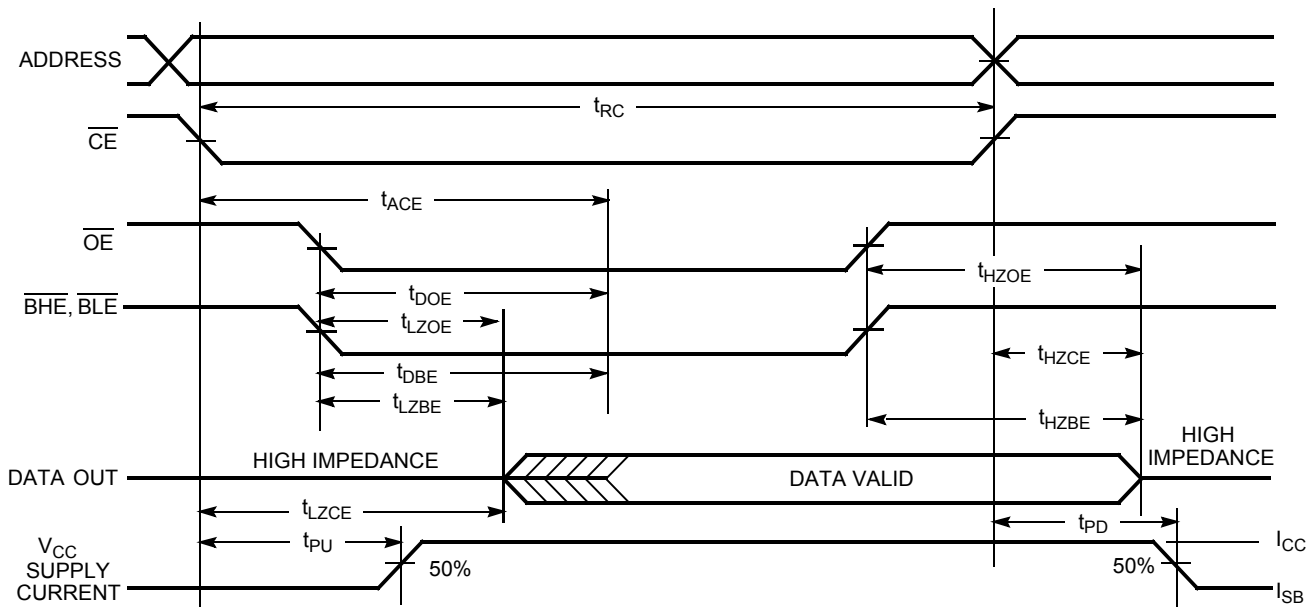 ADDRESS
tRC
CE
tACE
OE
tHZOE
tDOE
BHE, BLE
tLZOE
tHZCE
tDBE
tLZBE
tHZBE
HIGH
IMPEDANCE
HIGH IMPEDANCE
DATA OUT
DATA VALID
tLZCE
tPD
VCC
SUPPLY
CURRENT
tPU
50%
50%
ICC
ISB